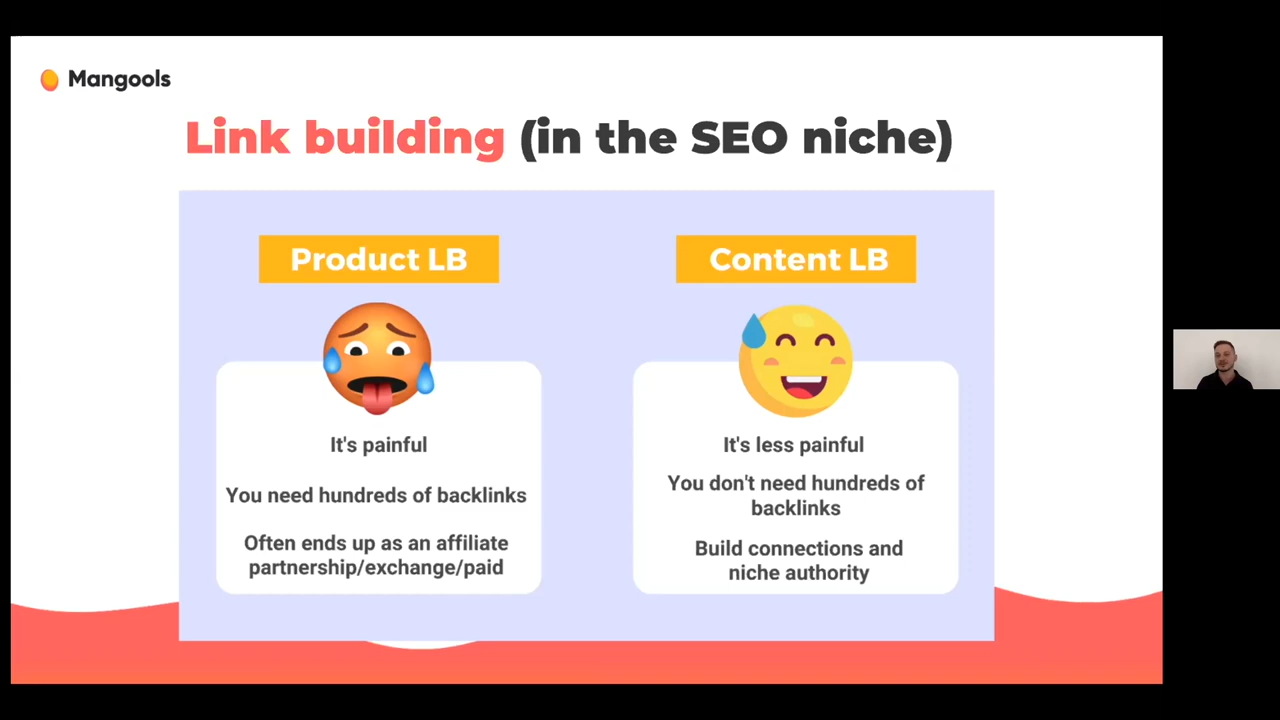 Mangools
Link building (in the SEO niche)
Product LB
It's painful
You need hundreds of backlinks
Often ends up as an affiliate
partnership/exchange/paid
Content LB
It's less painful
You don't need hundreds of
backlinks
Build connections and
niche authority